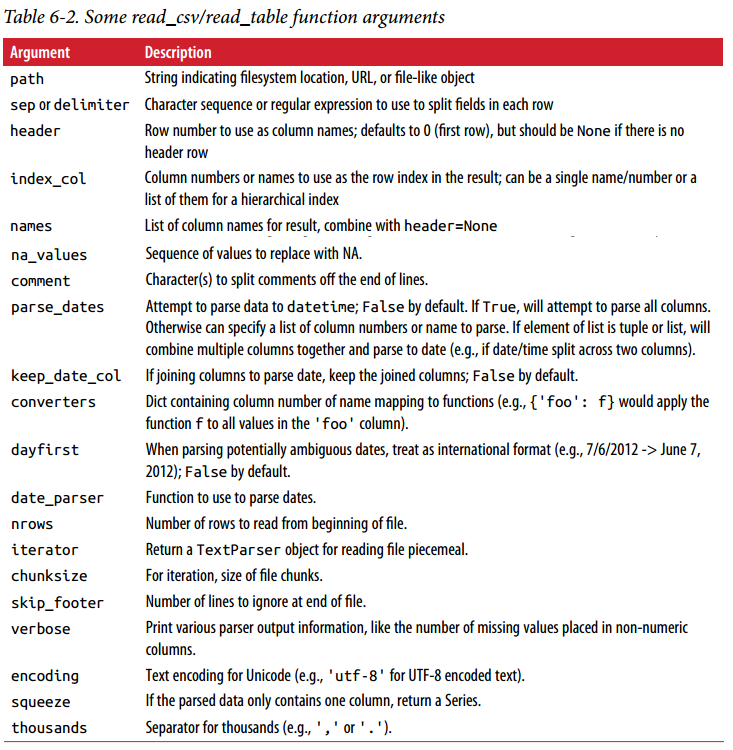 Table 6-2. Some read_csv/read_table function arguments
Argument Description
path String indicating filesystem location, URL, or file-like object
sep or delimiter Character sequence or regular expression to use to split fields in each row
header Row number to use as column names; defaults to 0 (first row), but should be None if there is no
header row
index_col Column numbers or names to use as the row index in the result; can be a single name/number or a
list of them for a hierarchical index
names List of column names for result, combine with header=None
na_values Sequence of values to replace with NA.
comment Character(s) to split comments off the end of lines.
parse_dates Attempt to parse data to datetime; False by default. If True, will attempt to parse all columns.
Otherwise can specify a list of column numbers or name to parse. If element of list is tuple or list, will
combine multiple columns together and parse to date (e.g., if date/time split across two columns).
keep_date_col If joining columns to parse date, keep the joined columns; False by default.
converters Dict containing column number of name mapping to functions (e.g., {'foo': f} would apply the
function f to all values in the 'foo' column).
dayfirst When parsing potentially ambiguous dates, treat as international format (e.g., 7/6/2012 -> June 7,
2012); False by default.
date_parser Function to use to parse dates.
nrows Number of rows to read from beginning of file.
iterator Return a TextParser object for reading file piecemeal.
chunksize For iteration, size of file chunks.
skip_footer Number of lines to ignore at end of file.
verbose Print various parser output information, like the number of missing values placed in non-numeric
columns.
encoding Text encoding for Unicode (e.g., 'utf-8' for UTF-8 encoded text).
squeeze If the parsed data only contains one column, return a Series.
thousands Separator for thousands (e.g., ',' or '.').